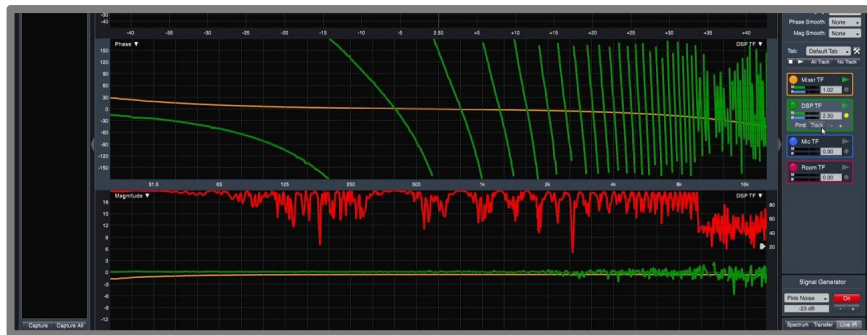 -30
-40
-40 -35 -30 -25 -20 -15 -10 -5 2.50 +5 +10 +15 +20 +25 +30 +35 +40
Phase ▼ DSP TF ▼
150
120
90
60
30
0
-30
-60
-90
-120
-150
31.5 63 125 250 500 1k 2k 4k 8k 16k
Magnitude ▼ DSP TF ▼
18
15
12
9
6
3
0
-3
-6
-9
-12
80
60
40
20
Capture Capture All
Phase Smooth: None
Mag Smooth: None
Tab: Default Tab
All Track No Track
Mixer TF
M
R 1.02
DSP TF
M
R 2.50
Find Track - +
Mic TF
M
R 0.00
Room TF
M
R 0.00
Signal Generator
Pink Noise On
-23 dB - +
Spectrum Transfer Live IR